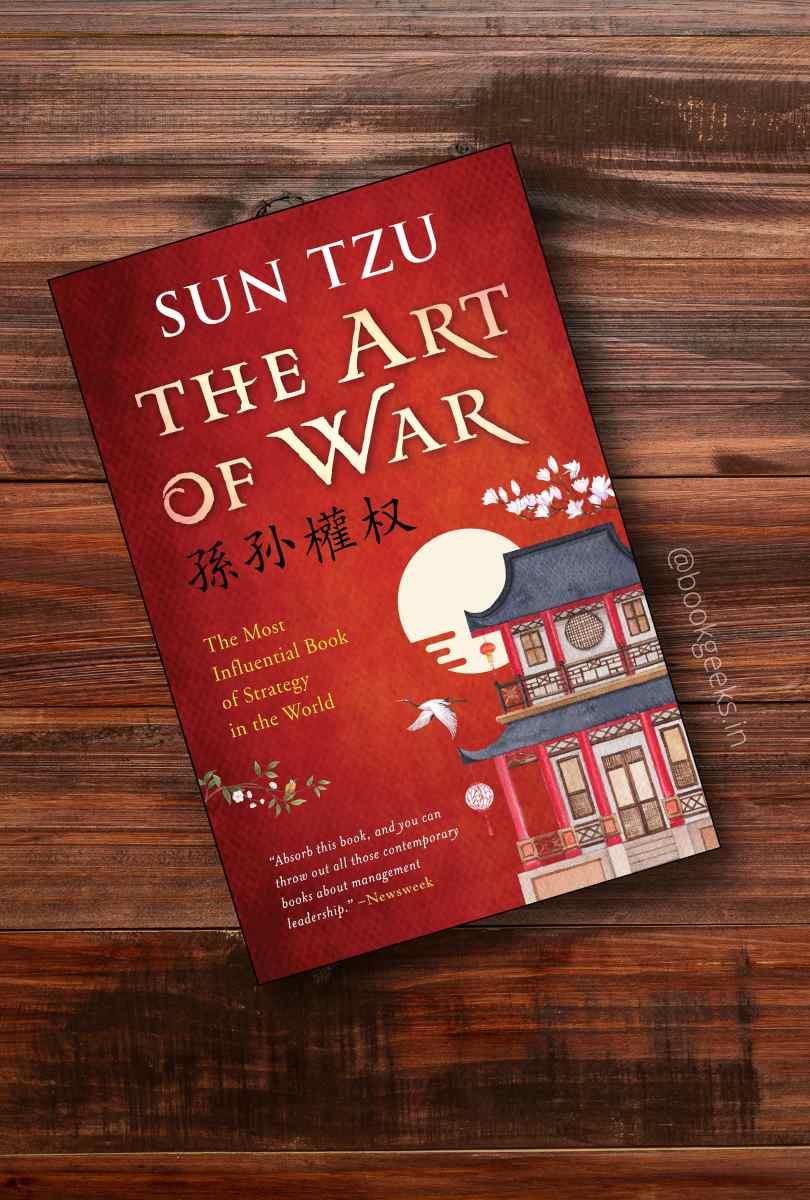 SUN TZU
THE ART
OF WAR
孫孙權权
The Most
Influential Book
of Strategy
in the World
“Absorb this book, and you can
throw out all those contemporary
books about management
leadership.” –Newsweek
@bookgeeks.in